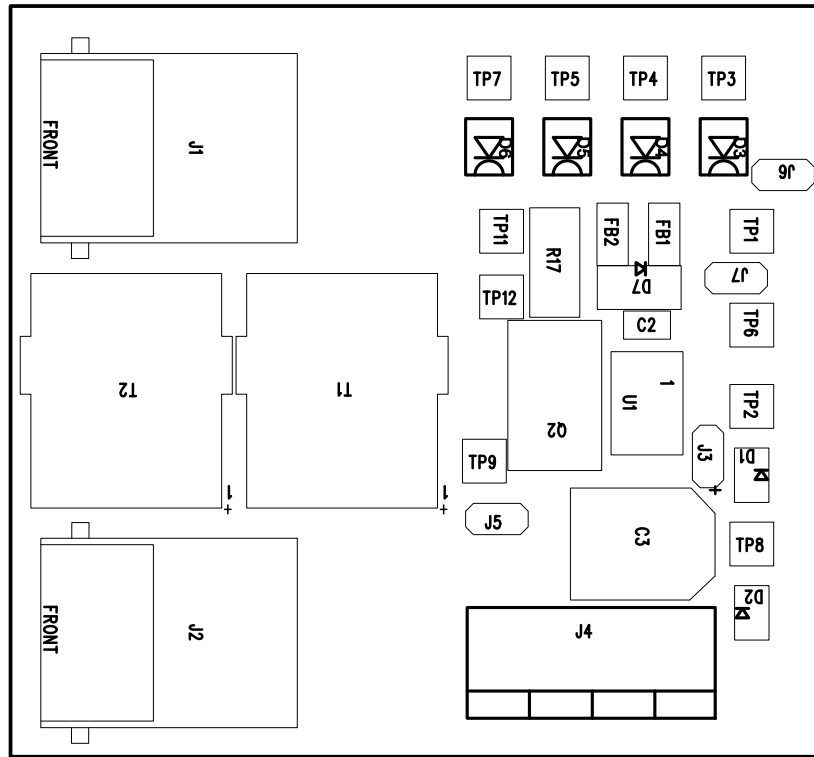 TP7
TP5
TP4
TP3
D6
D5
D4
D3
J6
FRONT
J1
TP11
R17
FB2
FB1
TP1
D7
J7
TP12
C2
TP6
T2
T1
1
U1
TP2
Q2
TP9
J3
D1
1
+
1
+
+
J5
C3
TP8
FRONT
J2
J4
D2